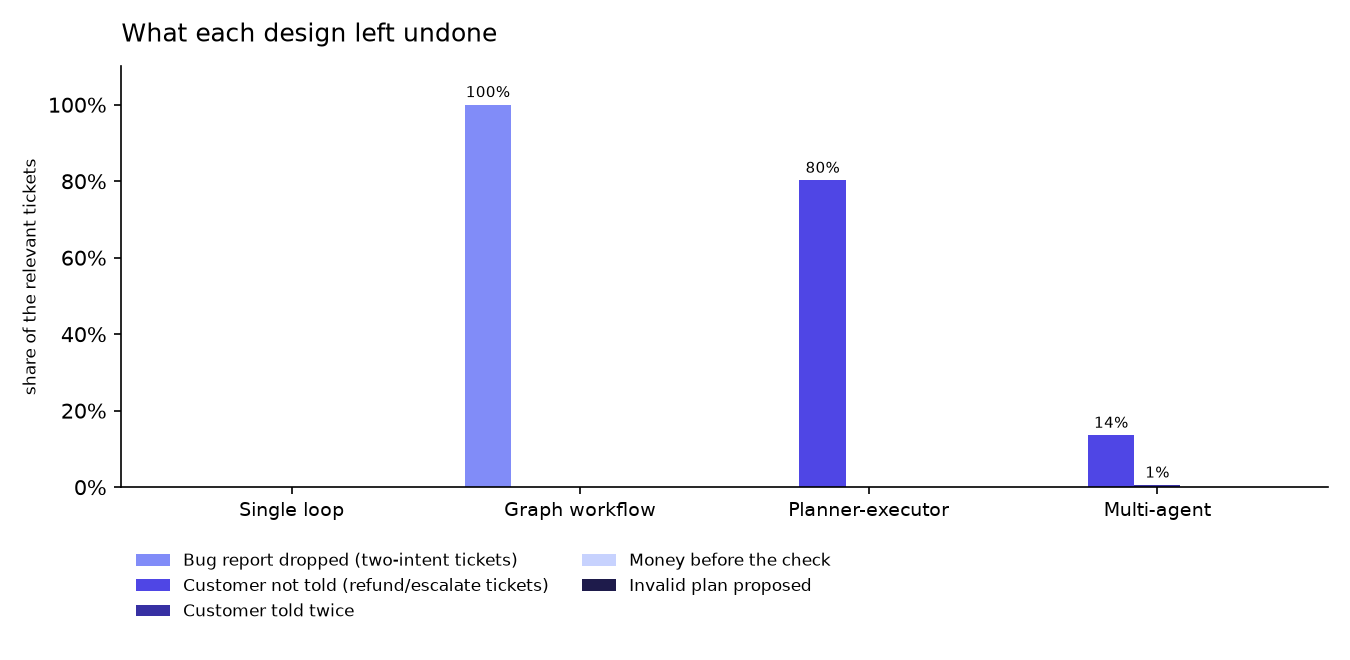 What each design left undone
share of the relevant tickets
100%
80%
60%
40%
20%
0%
100%
80%
14%
1%
Single loop
Graph workflow
Planner-executor
Multi-agent
Bug report dropped (two-intent tickets)
Customer not told (refund/escalate tickets)
Customer told twice
Money before the check
Invalid plan proposed